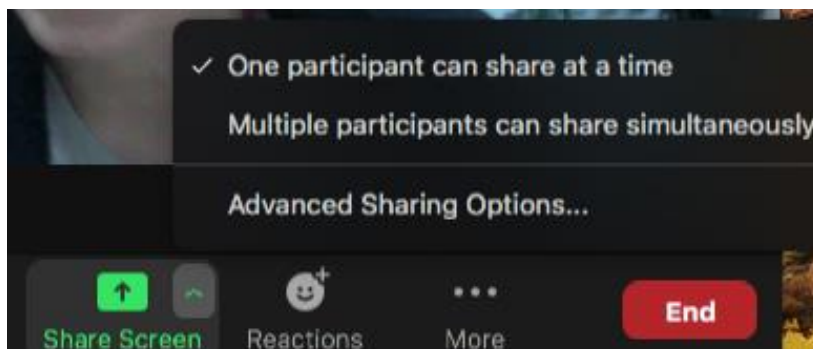 ✓ One participant can share at a time
Multiple participants can share simultaneously
Advanced Sharing Options...
Share Screen
Reactions
More
End